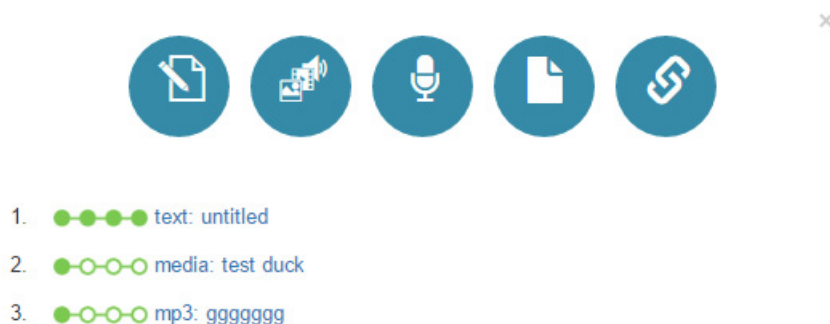 1. text: untitled
2. media: test duck
3. mp3: ggggggg